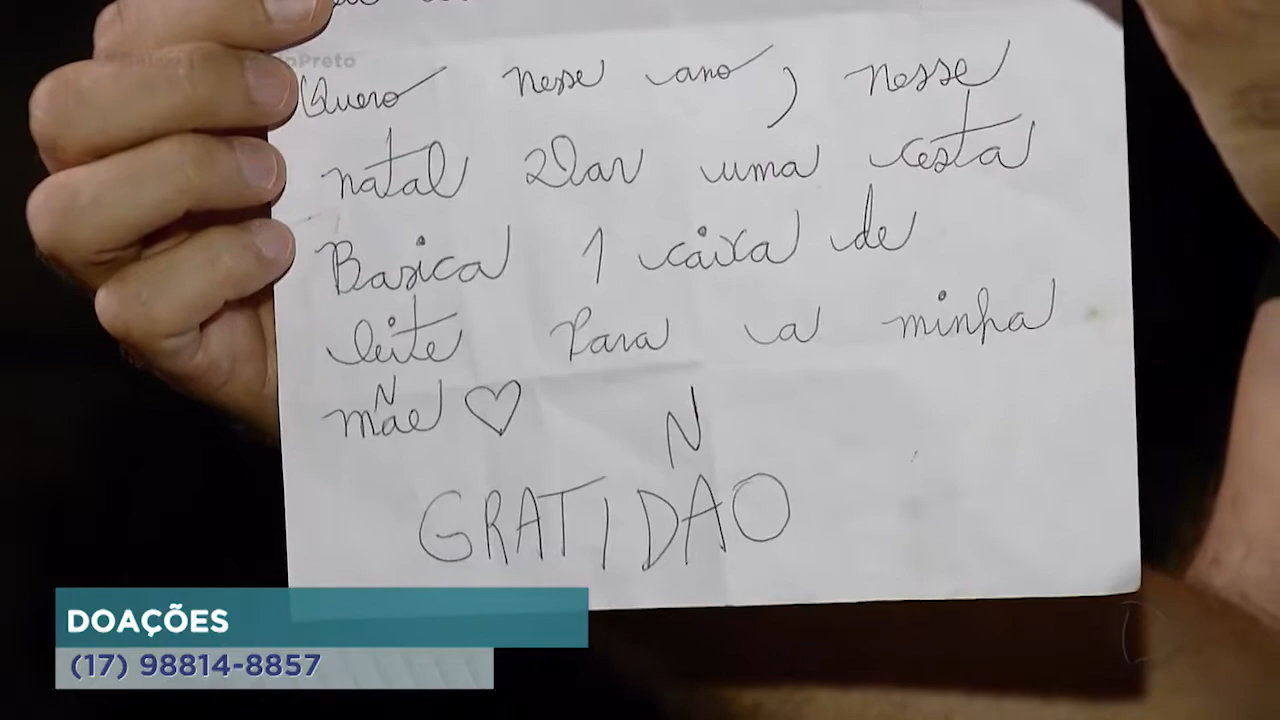 Quero nesse ano, nesse
natal Dar uma cesta
Basica 1 caixa de
leite Para a minha
mãe ♡
GRATIDÃO
DOAÇÕES
(17) 98814-8857